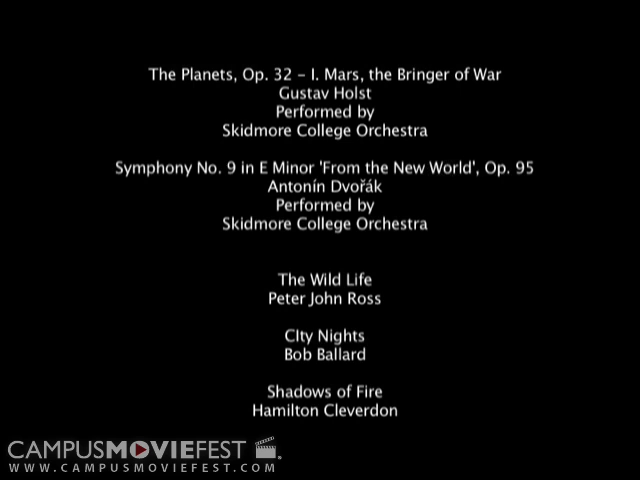 The Planets, Op. 32 – I. Mars, the Bringer of War
Gustav Holst
Performed by
Skidmore College Orchestra
Symphony No. 9 in E Minor 'From the New World', Op. 95
Antonín Dvořák
Performed by
Skidmore College Orchestra
The Wild Life
Peter John Ross
CIty Nights
Bob Ballard
Shadows of Fire
Hamilton Cleverdon
CAMPUSMOVIEFEST
WWW.CAMPUSMOVIEFEST.COM